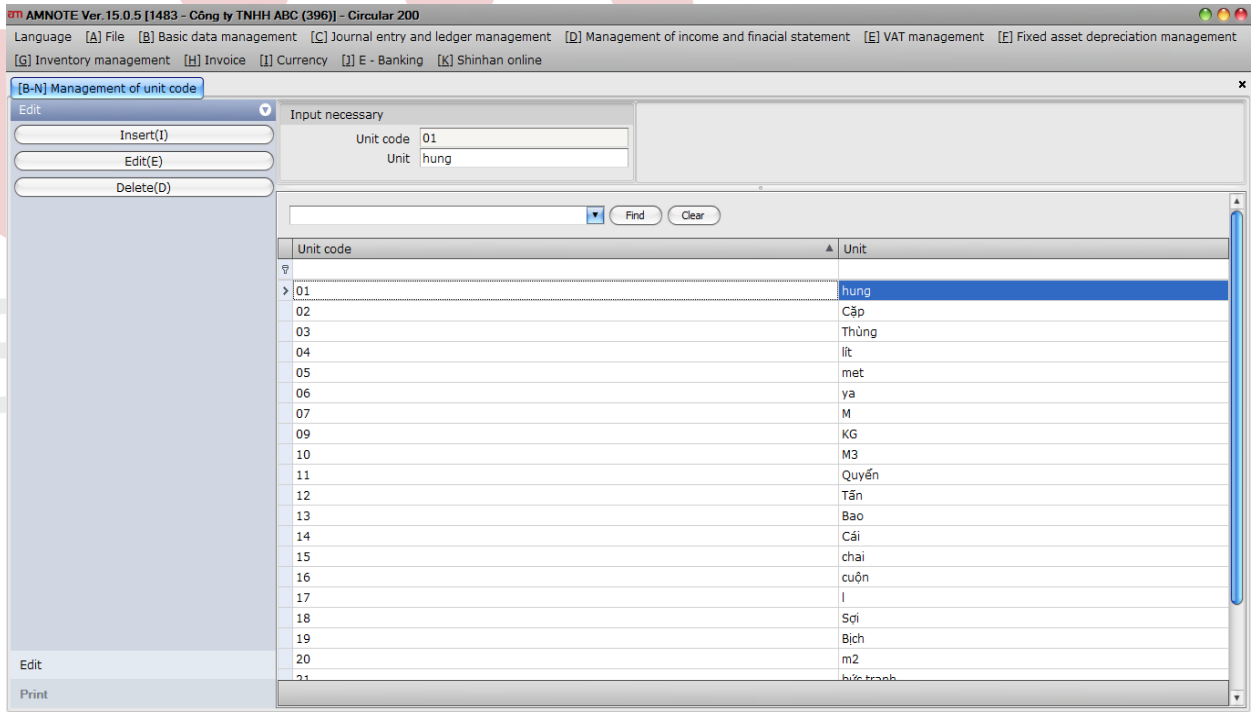 am AMNOTE Ver.15.0.5 [1483 - Công ty TNHH ABC (396)] - Circular 200
Language [A] File [B] Basic data management [C] Journal entry and ledger management [D] Management of income and finacial statement [E] VAT management [F] Fixed asset depreciation management
[G] Inventory management [H] Invoice [I] Currency [J] E - Banking [K] Shinhan online
[B-N] Management of unit code
Edit
Insert(I)
Edit(E)
Delete(D)
Input necessary
Unit code 01
Unit hung
Find Clear
Unit code Unit
01 hung
02 Cặp
03 Thùng
04 lít
05 met
06 ya
07 M
09 KG
10 M3
11 Quyển
12 Tấn
13 Bao
14 Cái
15 chai
16 cuộn
17 l
18 Sợi
19 Bịch
20 m2
21 bức tranh
Edit
Print